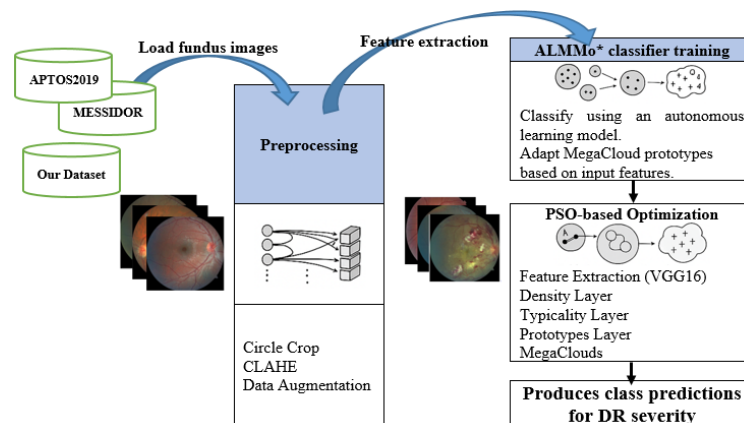 Load fundus images
Feature extraction
APTOS2019
MESSIDOR
Our Dataset
Preprocessing
Circle Crop
CLAHE
Data Augmentation
ALMMo* classifier training
Classify using an autonomous
learning model.
Adapt MegaCloud prototypes
based on input features.
PSO-based Optimization
Feature Extraction (VGG16)
Density Layer
Typicality Layer
Prototypes Layer
MegaClouds
Produces class predictions
for DR severity